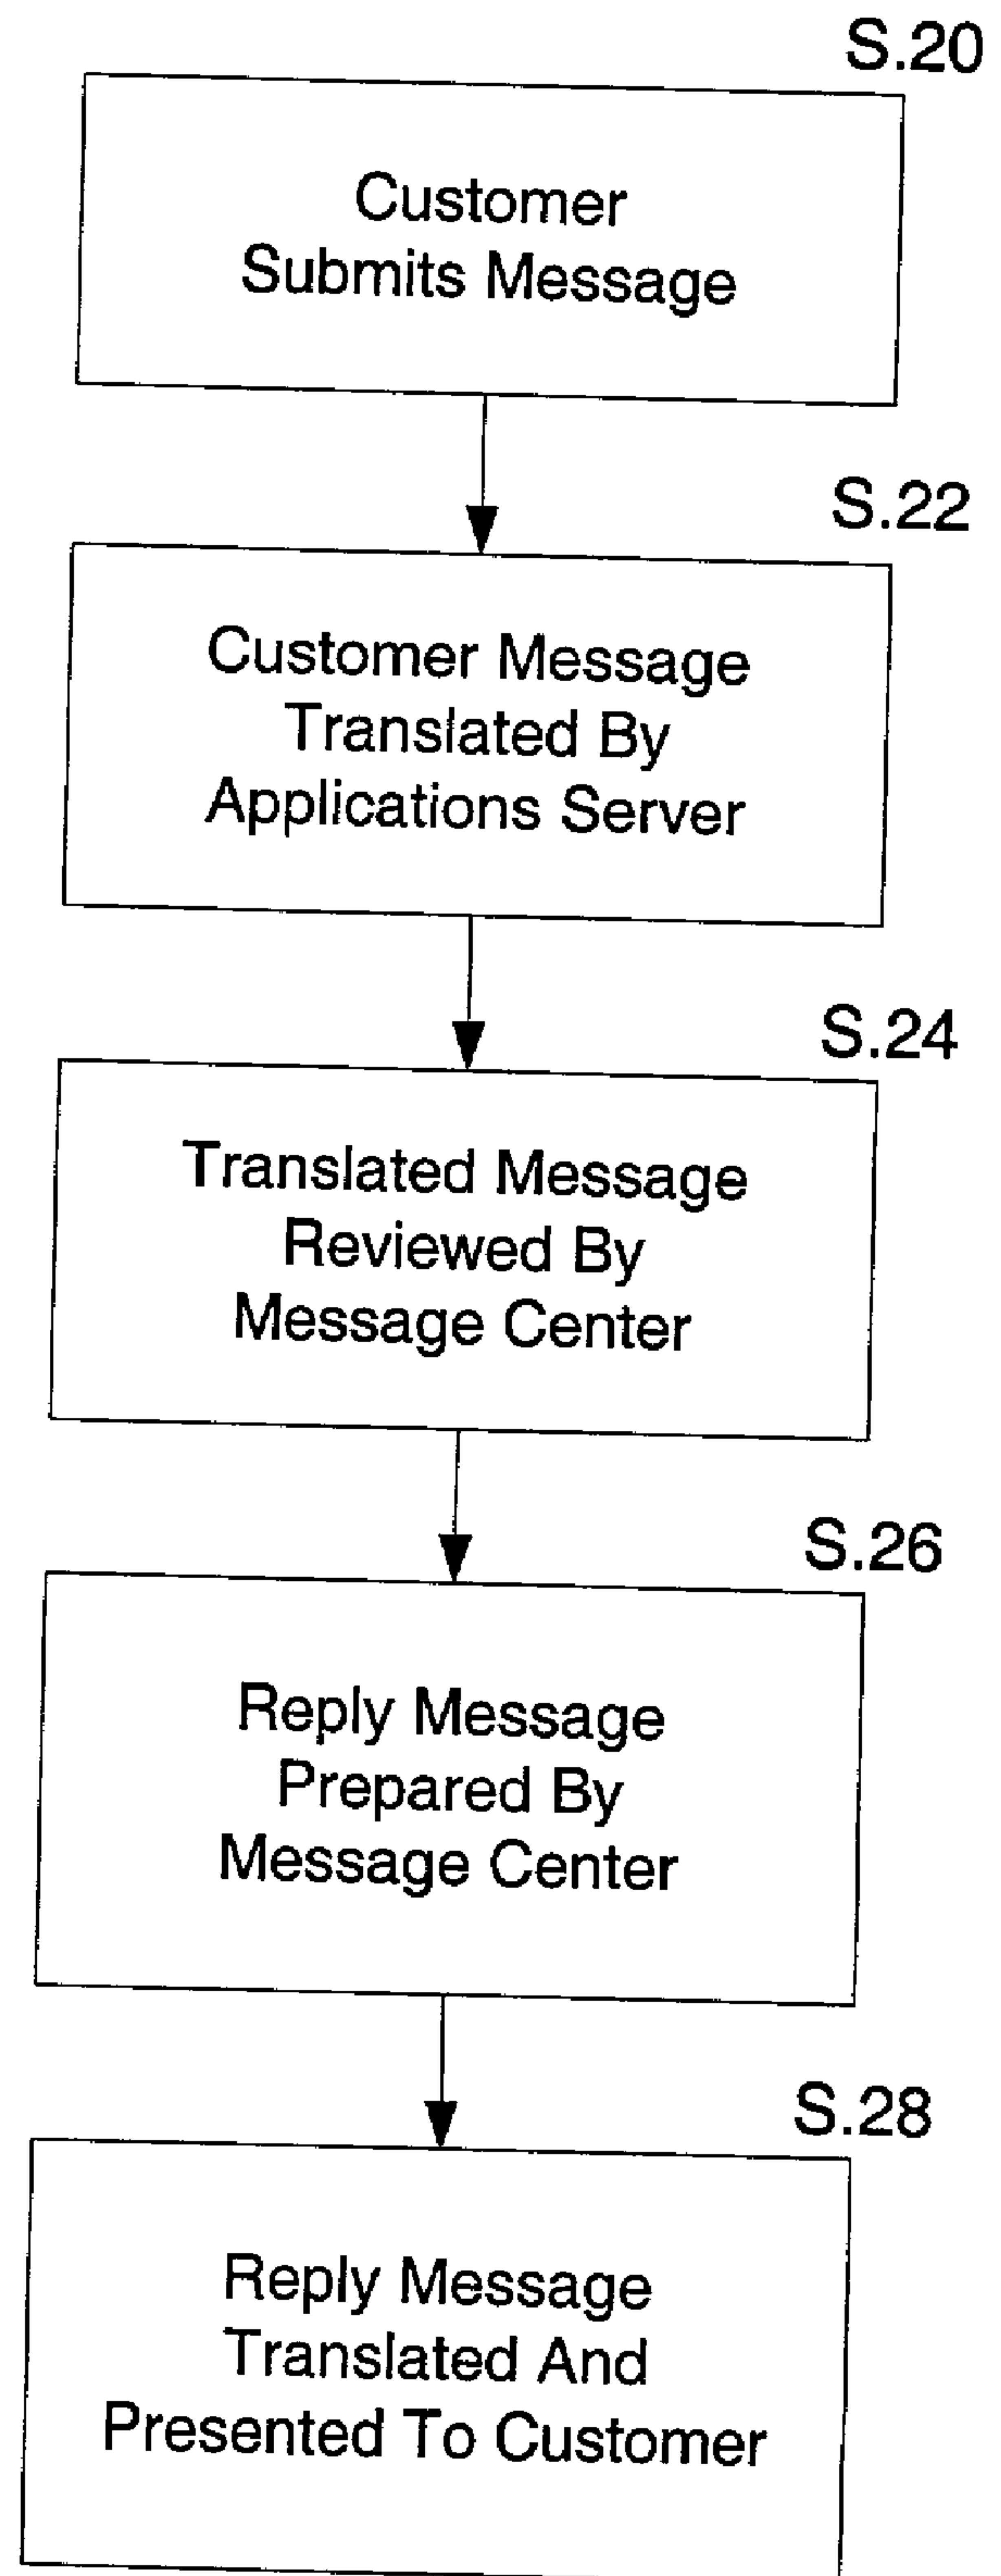 S.20
Customer
Submits Message
S.22
Customer Message
Translated By
Applications Server
S.24
Translated Message
Reviewed By
Message Center
S.26
Reply Message
Prepared By
Message Center
S.28
Reply Message
Translated And
Presented To Customer